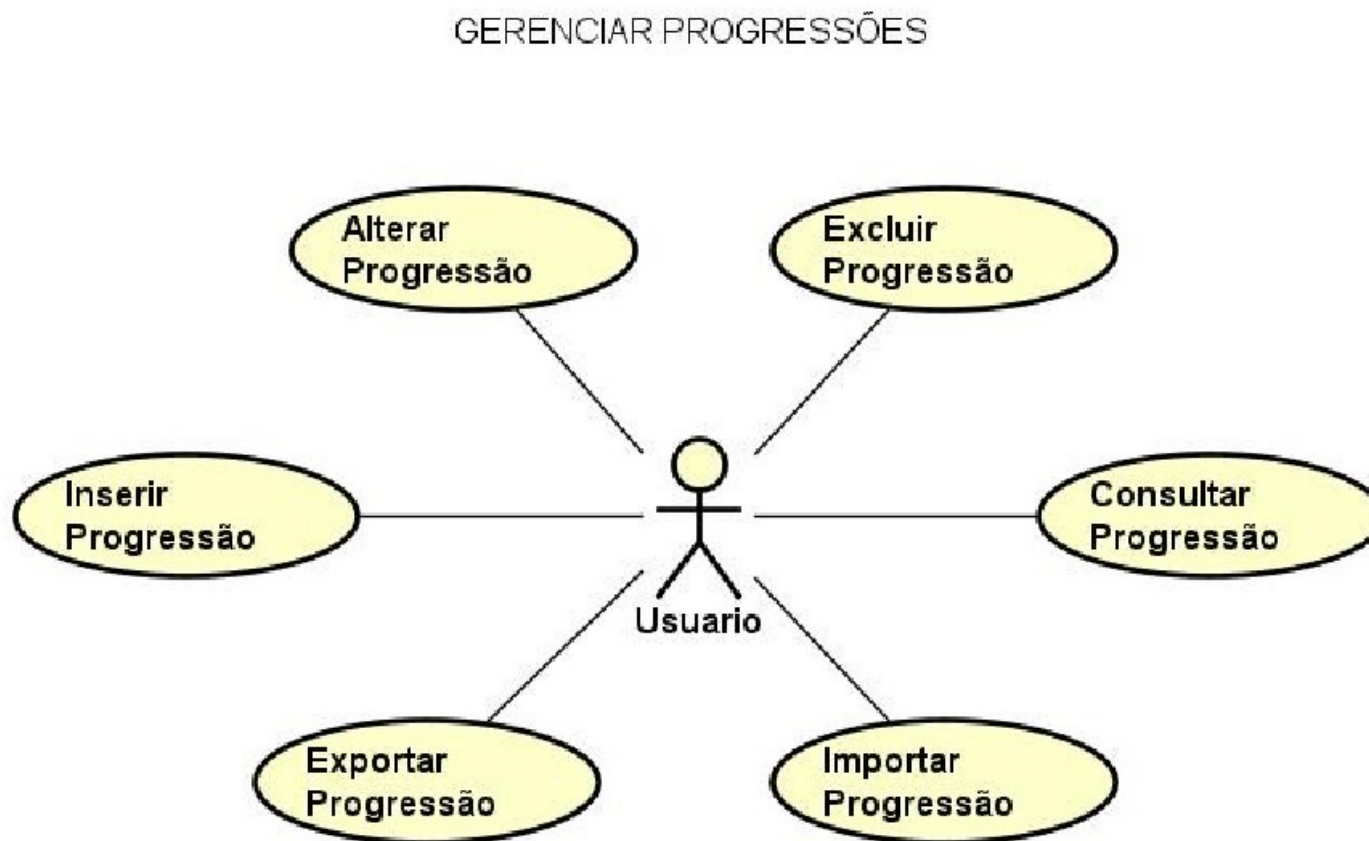 GERENCIAR PROGRESSÕES
Alterar
Progressão
Excluir
Progressão
Inserir
Progressão
Consultar
Progressão
Usuario
Exportar
Progressão
Importar
Progressão